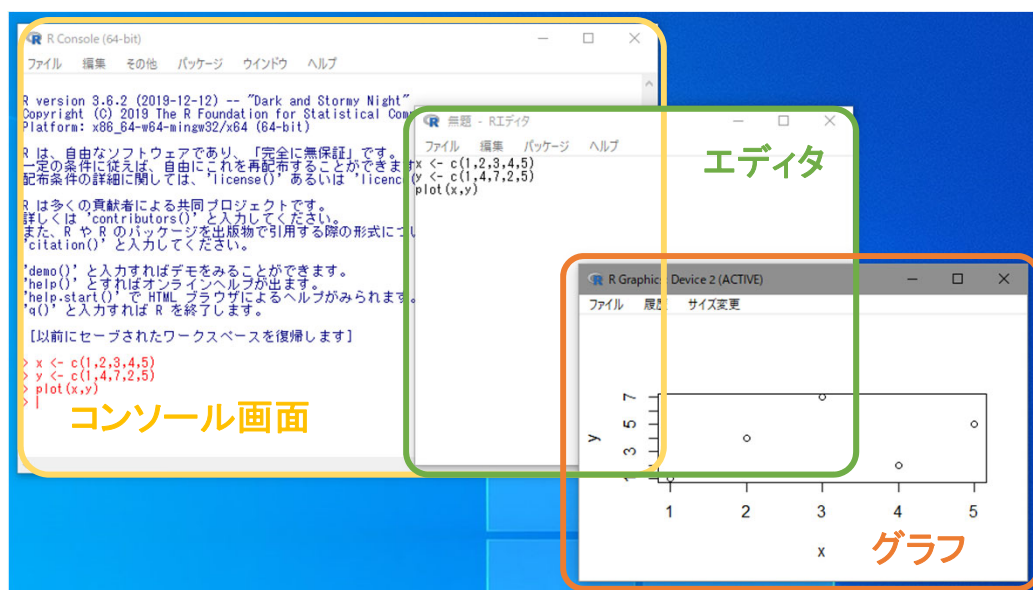 R Console (64-bit)
ファイル 編集 その他 パッケージ ウインドウ ヘルプ
R version 3.6.2 (2019-12-12) -- "Dark and Stormy Night"
Copyright (C) 2019 The R Foundation for Statistical Com
Platform: x86_64-w64-mingw32/x64 (64-bit)
R は、自由なソフトウェアであり、「完全に無保証」です。
一定の条件に従えば、自由にこれを再配布することができます
配布条件の詳細に関しては、'license()' あるいは 'licenc
R は多くの貢献者による共同プロジェクトです。
詳しくは 'contributors()' と入力してください。
また、R や R のパッケージを出版物で引用する際の形式につい
'citation()' と入力してください。
'demo()' と入力すればデモをみることができます。
'help()' とすればオンラインヘルプが出ます。
'help.start()' で HTML ブラウザによるヘルプがみられます。
'q()' と入力すれば R を終了します。
[以前にセーブされたワークスペースを復帰します]
> x <- c(1,2,3,4,5)
> y <- c(1,4,7,2,5)
> plot(x,y)
>
コンソール画面
無題 - Rエディタ
ファイル 編集 パッケージ ヘルプ
x <- c(1,2,3,4,5)
y <- c(1,4,7,2,5)
plot(x,y)
エディタ
R Graphics Device 2 (ACTIVE)
ファイル 履歴 サイズ変更
7
5
3
1
y
1 2 3 4 5
x
グラフ